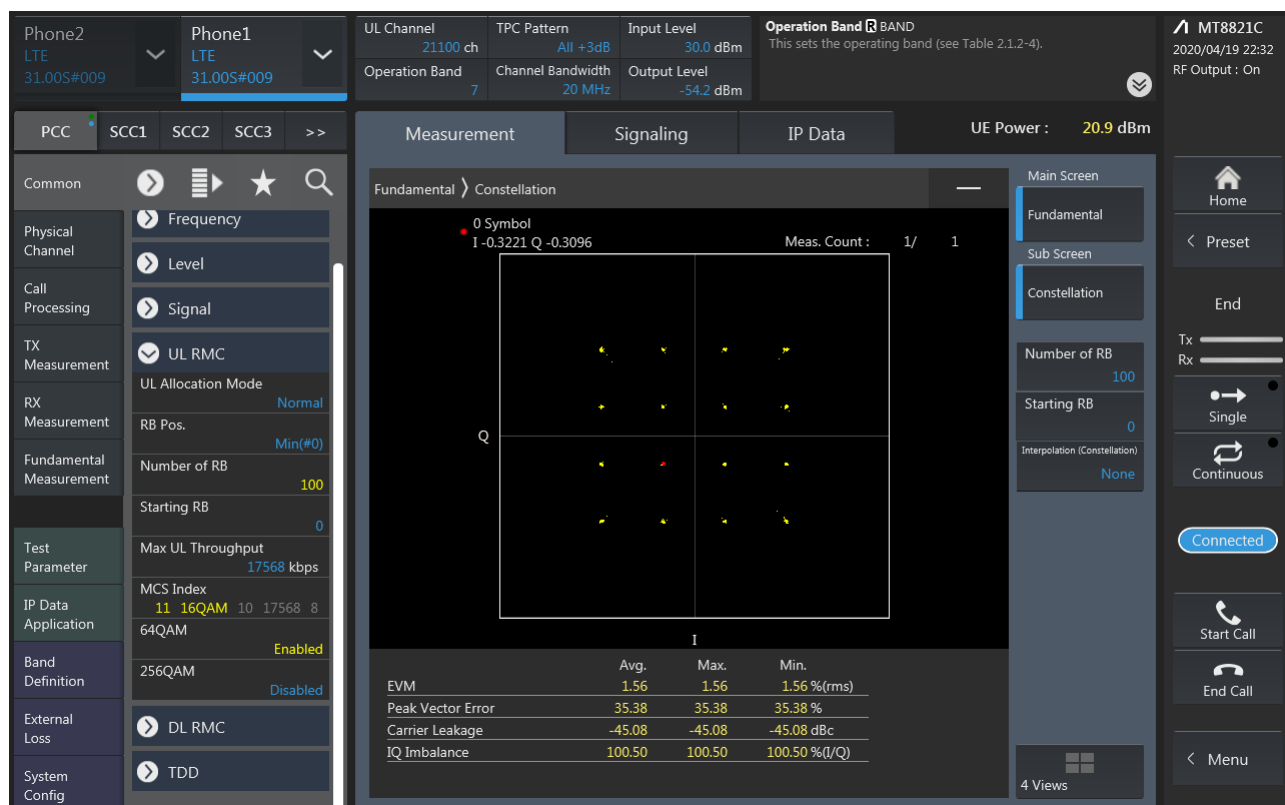 Phone2
LTE
31.00S#009
Phone1
LTE
31.00S#009
UL Channel
21100 ch
TPC Pattern
All +3dB
Input Level
30.0 dBm
Operation Band
7
Channel Bandwidth
20 MHz
Output Level
-54.2 dBm
Operation Band R BAND
This sets the operating band (see Table 2.1.2-4).
MT8821C
2020/04/19 22:32
RF Output : On
PCC SCC1 SCC2 SCC3 >>
Measurement Signaling IP Data
UE Power : 20.9 dBm
Common
Physical
Channel
Call
Processing
TX
Measurement
RX
Measurement
Fundamental
Measurement
Test
Parameter
IP Data
Application
Band
Definition
External
Loss
System
Config
Frequency
Level
Signal
UL RMC
UL Allocation Mode
Normal
RB Pos.
Min(#0)
Number of RB
100
Starting RB
0
Max UL Throughput
17568 kbps
MCS Index
11 16QAM 10 17568 8
64QAM
Enabled
256QAM
Disabled
DL RMC
TDD
Fundamental 〉 Constellation
0 Symbol
I -0.3221 Q -0.3096
Meas. Count : 1/ 1
Q
I
Avg. Max. Min.
EVM 1.56 1.56 1.56 %(rms)
Peak Vector Error 35.38 35.38 35.38 %
Carrier Leakage -45.08 -45.08 -45.08 dBc
IQ Imbalance 100.50 100.50 100.50 %(I/Q)
Main Screen
Fundamental
Sub Screen
Constellation
Number of RB
100
Starting RB
0
Interpolation (Constellation)
None
4 Views
Home
< Preset
End
Tx
Rx
Single
Continuous
Connected
Start Call
End Call
< Menu